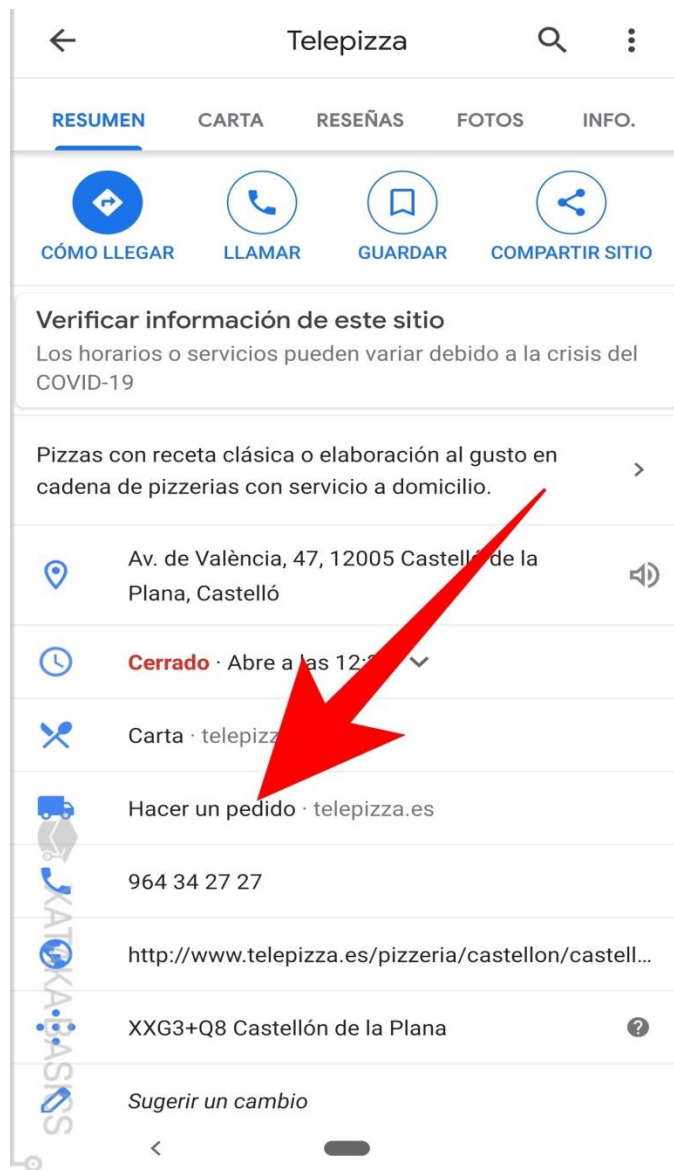 Telepizza
RESUMEN CARTA RESEÑAS FOTOS INFO.
CÓMO LLEGAR LLAMAR GUARDAR COMPARTIR SITIO
Verificar información de este sitio
Los horarios o servicios pueden variar debido a la crisis del
COVID-19
Pizzas con receta clásica o elaboración al gusto en
cadena de pizzerias con servicio a domicilio.
Av. de València, 47, 12005 Castelló de la
Plana, Castelló
Cerrado · Abre a las
Carta ·
Hacer un pedido · telepizza.es
964 34 27 27
http://www.telepizza.es/pizzeria/castellon/castell...
XXG3+Q8 Castellón de la Plana
Sugerir un cambio
XATAKA BASICS